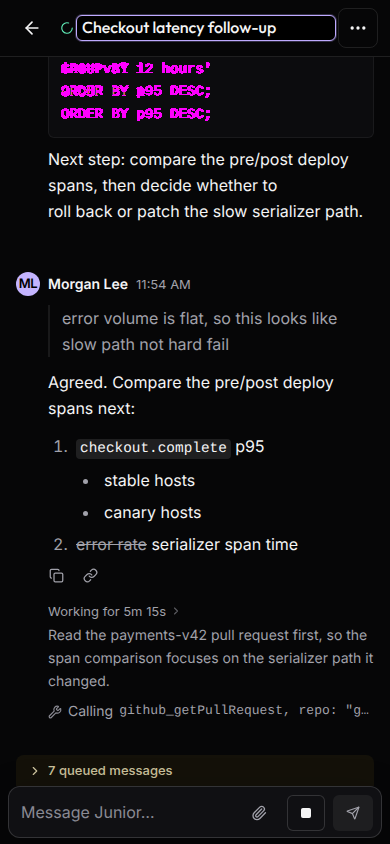 Checkout latency follow-up
12 hours'
ORDER BY p95 DESC;
ORDER BY p95 DESC;
Next step: compare the pre/post deploy
spans, then decide whether to
roll back or patch the slow serializer path.
ML Morgan Lee 11:54 AM
error volume is flat, so this looks like
slow path not hard fail
Agreed. Compare the pre/post deploy
spans next:
1. checkout.complete p95
• stable hosts
• canary hosts
2. error rate serializer span time
Working for 5m 15s
Read the payments-v42 pull request first, so the
span comparison focuses on the serializer path it
changed.
Calling github_getPullRequest, repo: "g…
7 queued messages
Message Junior...